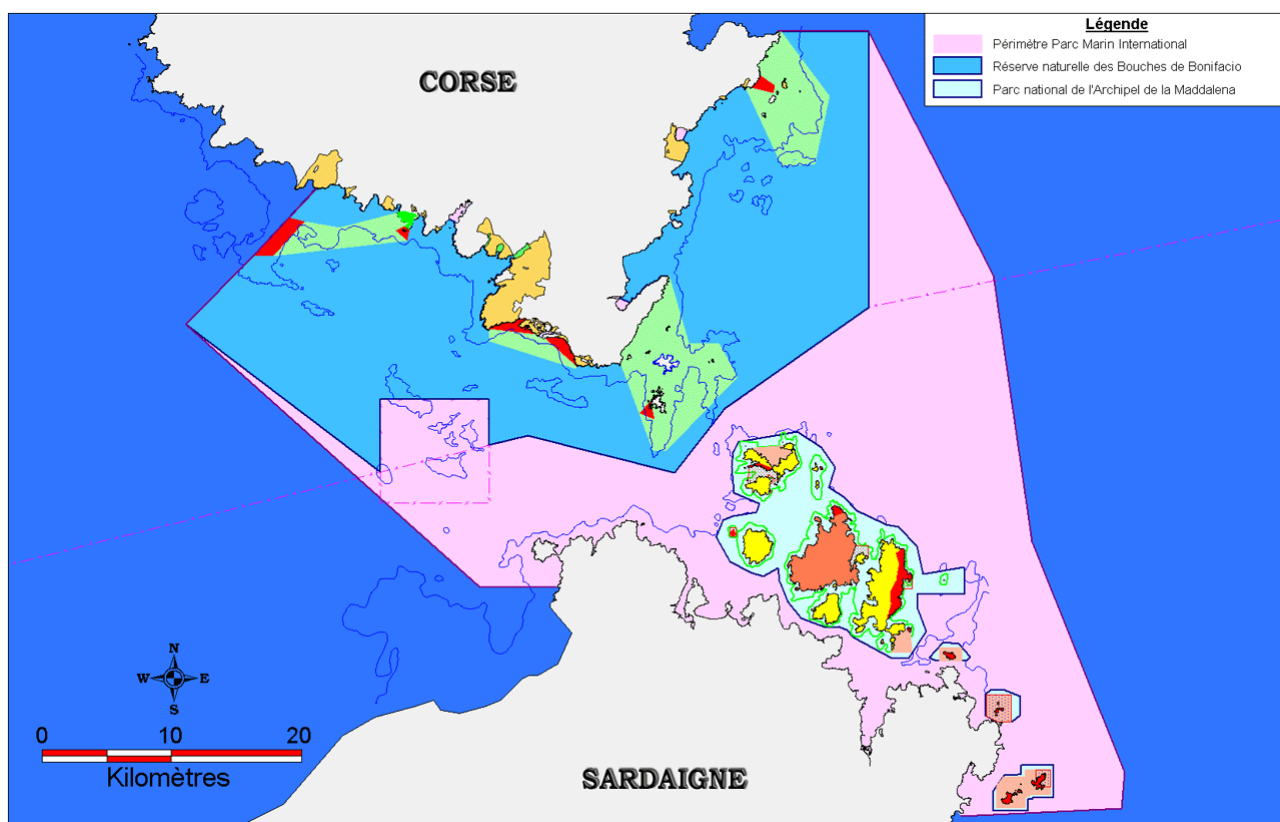 Légende
Périmètre Parc Marin International
Réserve naturelle des Bouches de Bonifacio
Parc national de l'Archipel de la Maddalena
CORSE
N
W E
S
0 10 20
Kilomètres
SARDAIGNE